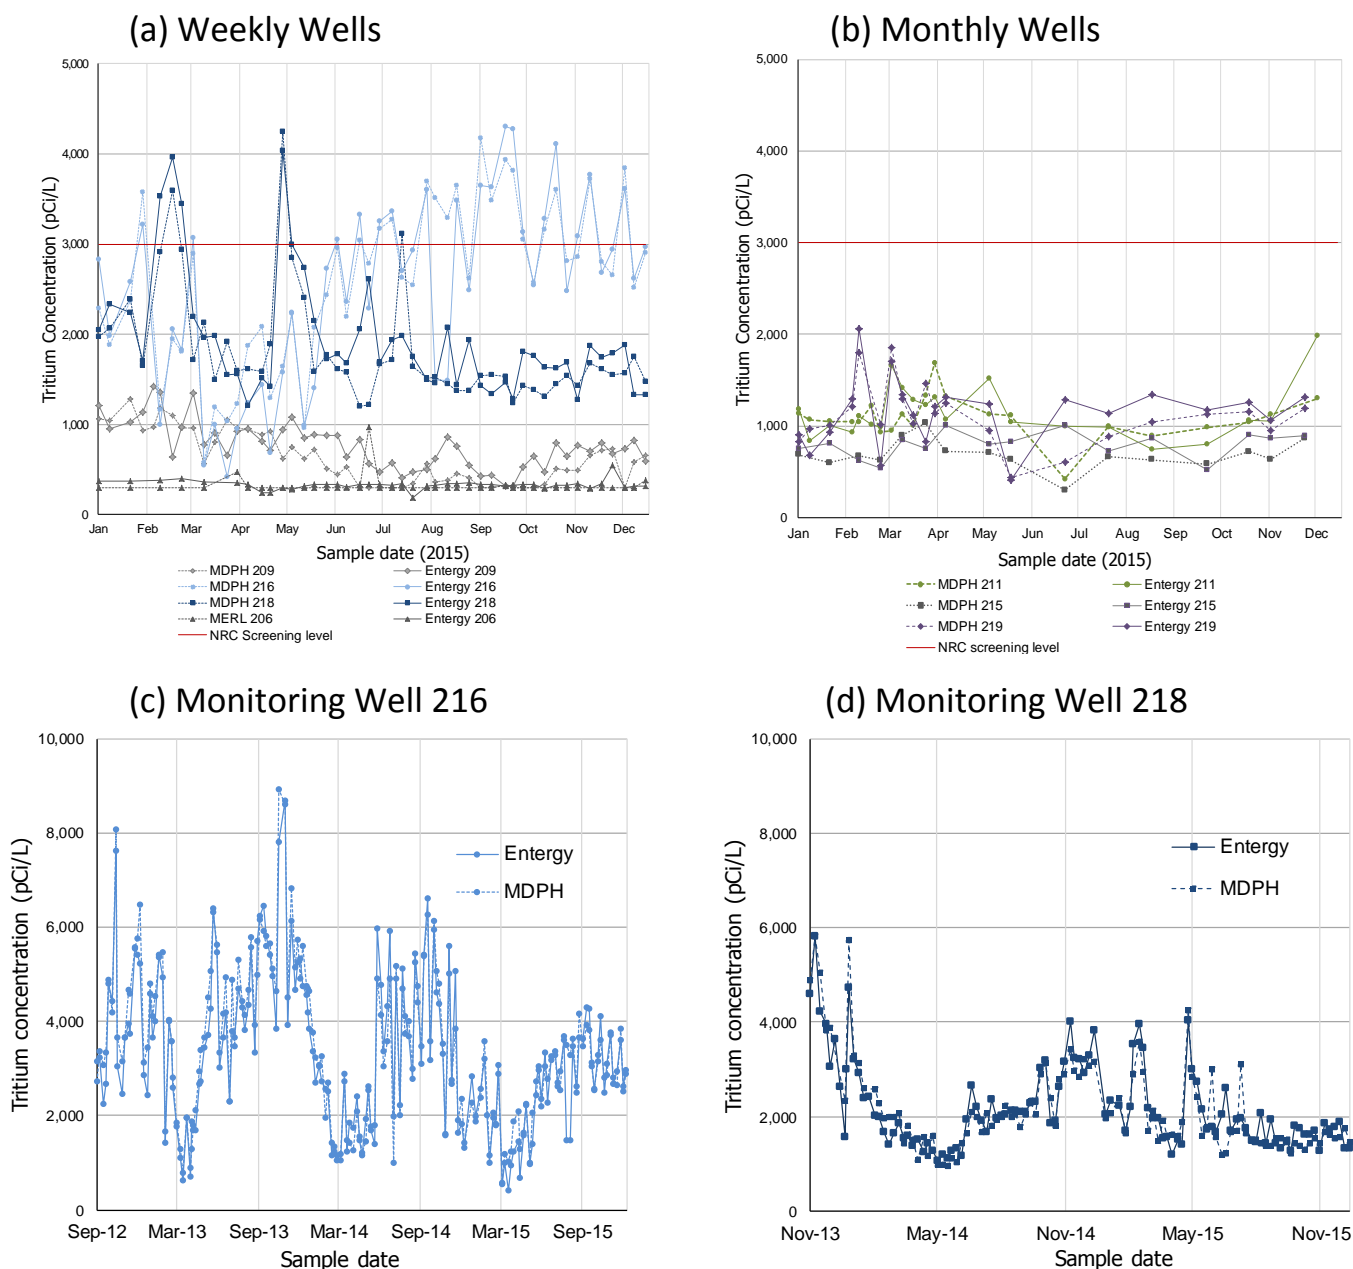 (a) Weekly Wells
5,000
4,000
3,000
2,000
1,000
0
Tritium Concentration (pCi/L)
Jan Feb Mar Apr May Jun Jul Aug Sep Oct Nov Dec
Sample date (2015)
MDPH 209 Entergy 209
MDPH 216 Entergy 216
MDPH 218 Entergy 218
MERL 206 Entergy 206
NRC Screening level
(b) Monthly Wells
5,000
4,000
3,000
2,000
1,000
0
Tritium Concentration (pCi/L)
Jan Feb Mar Apr May Jun Jul Aug Sep Oct Nov Dec
Sample date (2015)
MDPH 211 Entergy 211
MDPH 215 Entergy 215
MDPH 219 Entergy 219
NRC screening level
(c) Monitoring Well 216
10,000
8,000
6,000
4,000
2,000
0
Tritium concentration (pCi/L)
Entergy
MDPH
Sep-12 Mar-13 Sep-13 Mar-14 Sep-14 Mar-15 Sep-15
Sample date
(d) Monitoring Well 218
10,000
8,000
6,000
4,000
2,000
0
Tritium concentration (pCi/L)
Entergy
MDPH
Nov-13 May-14 Nov-14 May-15 Nov-15
Sample date